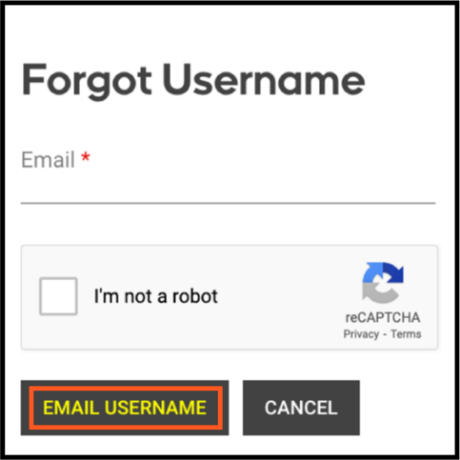 Forgot Username
Email *
I'm not a robot
reCAPTCHA
Privacy - Terms
EMAIL USERNAME
CANCEL